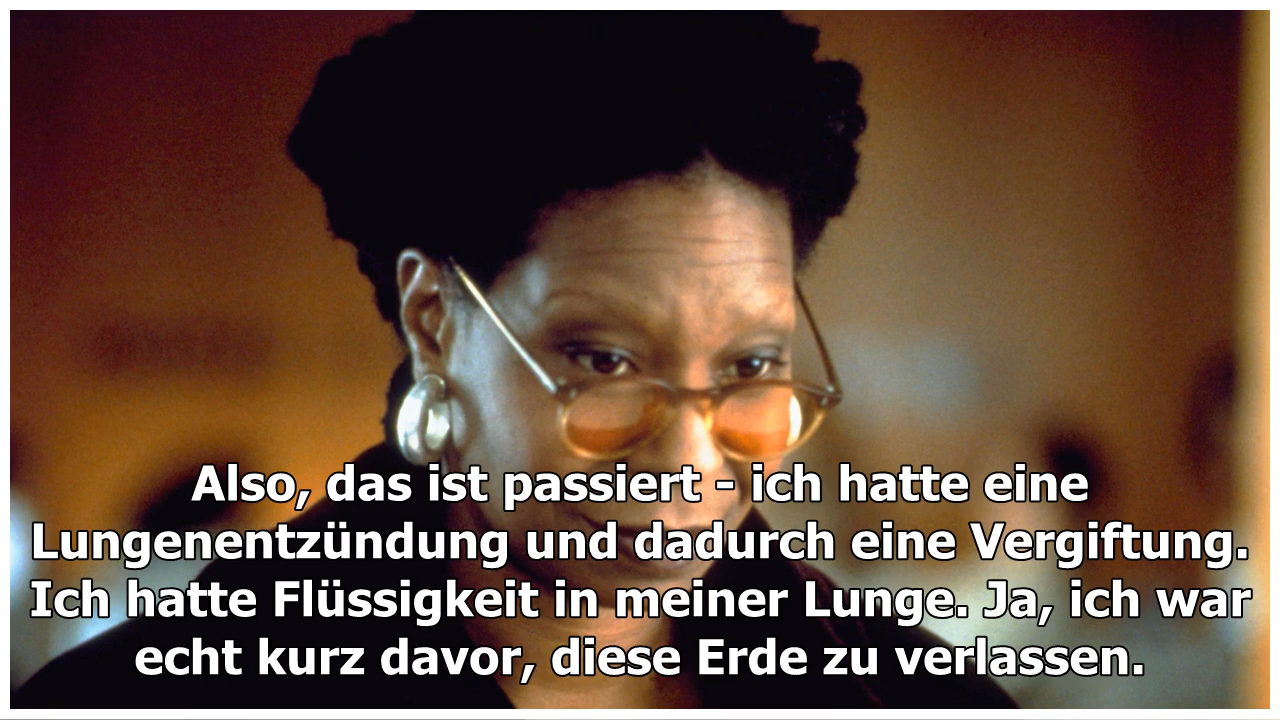 Also, das ist passiert - ich hatte eine
Lungenentzündung und dadurch eine Vergiftung.
Ich hatte Flüssigkeit in meiner Lunge. Ja, ich war
echt kurz davor, diese Erde zu verlassen.